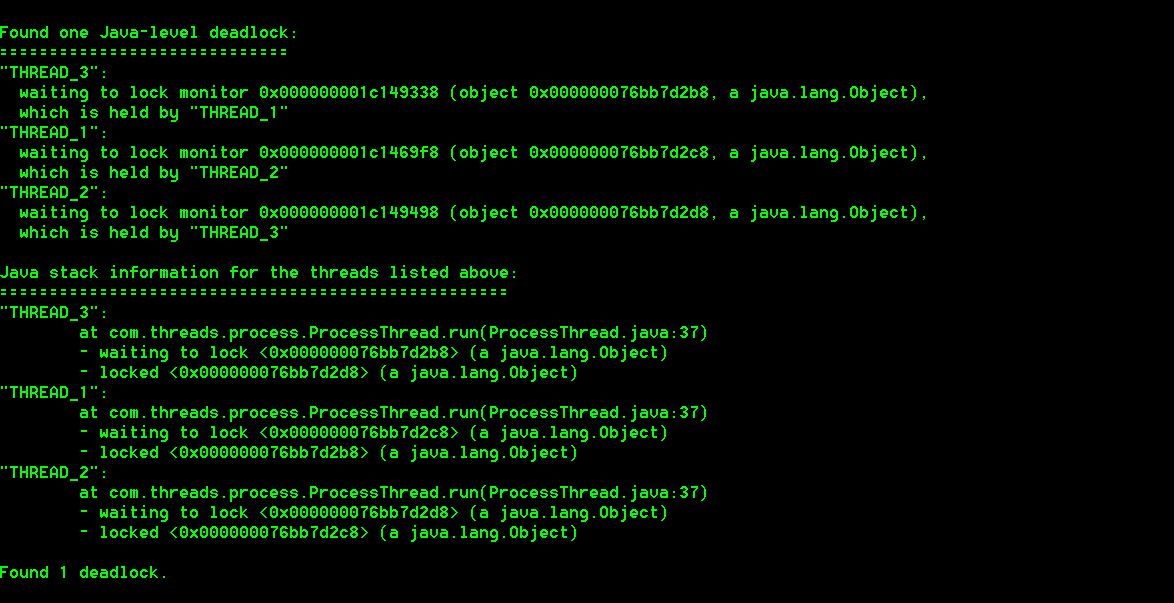 Found one Java-level deadlock:
=============================
"THREAD_3":
  waiting to lock monitor 0x000000001c149338 (object 0x000000076bb7d2b8, a java.lang.Object),
  which is held by "THREAD_1"
"THREAD_1":
  waiting to lock monitor 0x000000001c1469f8 (object 0x000000076bb7d2c8, a java.lang.Object),
  which is held by "THREAD_2"
"THREAD_2":
  waiting to lock monitor 0x000000001c149498 (object 0x000000076bb7d2d8, a java.lang.Object),
  which is held by "THREAD_3"

Java stack information for the threads listed above:
===================================================
"THREAD_3":
        at com.threads.process.ProcessThread.run(ProcessThread.java:37)
        - waiting to lock <0x000000076bb7d2b8> (a java.lang.Object)
        - locked <0x000000076bb7d2d8> (a java.lang.Object)
"THREAD_1":
        at com.threads.process.ProcessThread.run(ProcessThread.java:37)
        - waiting to lock <0x000000076bb7d2c8> (a java.lang.Object)
        - locked <0x000000076bb7d2b8> (a java.lang.Object)
"THREAD_2":
        at com.threads.process.ProcessThread.run(ProcessThread.java:37)
        - waiting to lock <0x000000076bb7d2d8> (a java.lang.Object)
        - locked <0x000000076bb7d2c8> (a java.lang.Object)

Found 1 deadlock.